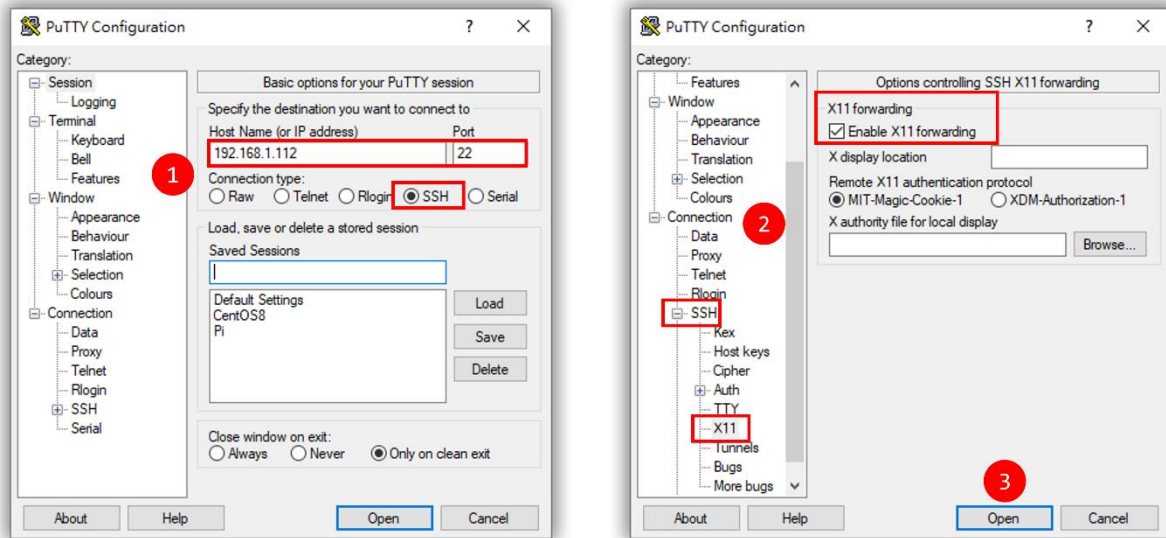 PuTTY Configuration ? ×
Category:
Session
Logging
Terminal
Keyboard
Bell
Features
Window
Appearance
Behaviour
Translation
Selection
Colours
Connection
Data
Proxy
Telnet
Rlogin
SSH
Serial
Basic options for your PuTTY session
Specify the destination you want to connect to
Host Name (or IP address) Port
192.168.1.112 22
1
Connection type:
Raw Telnet Rlogin SSH Serial
Load, save or delete a stored session
Saved Sessions
Default Settings
CentOS8
Pi
Load
Save
Delete
Close window on exit:
Always Never Only on clean exit
About Help Open Cancel
PuTTY Configuration ? ×
Category:
Features
Window
Appearance
Behaviour
Translation
Selection
Colours
Connection
2
Data
Proxy
Telnet
Rlogin
SSH
Kex
Host keys
Cipher
Auth
TTY
X11
Tunnels
Bugs
More bugs
Options controlling SSH X11 forwarding
X11 forwarding
Enable X11 forwarding
X display location
Remote X11 authentication protocol
MIT-Magic-Cookie-1 XDM-Authorization-1
X authority file for local display
Browse...
3
About Help Open Cancel